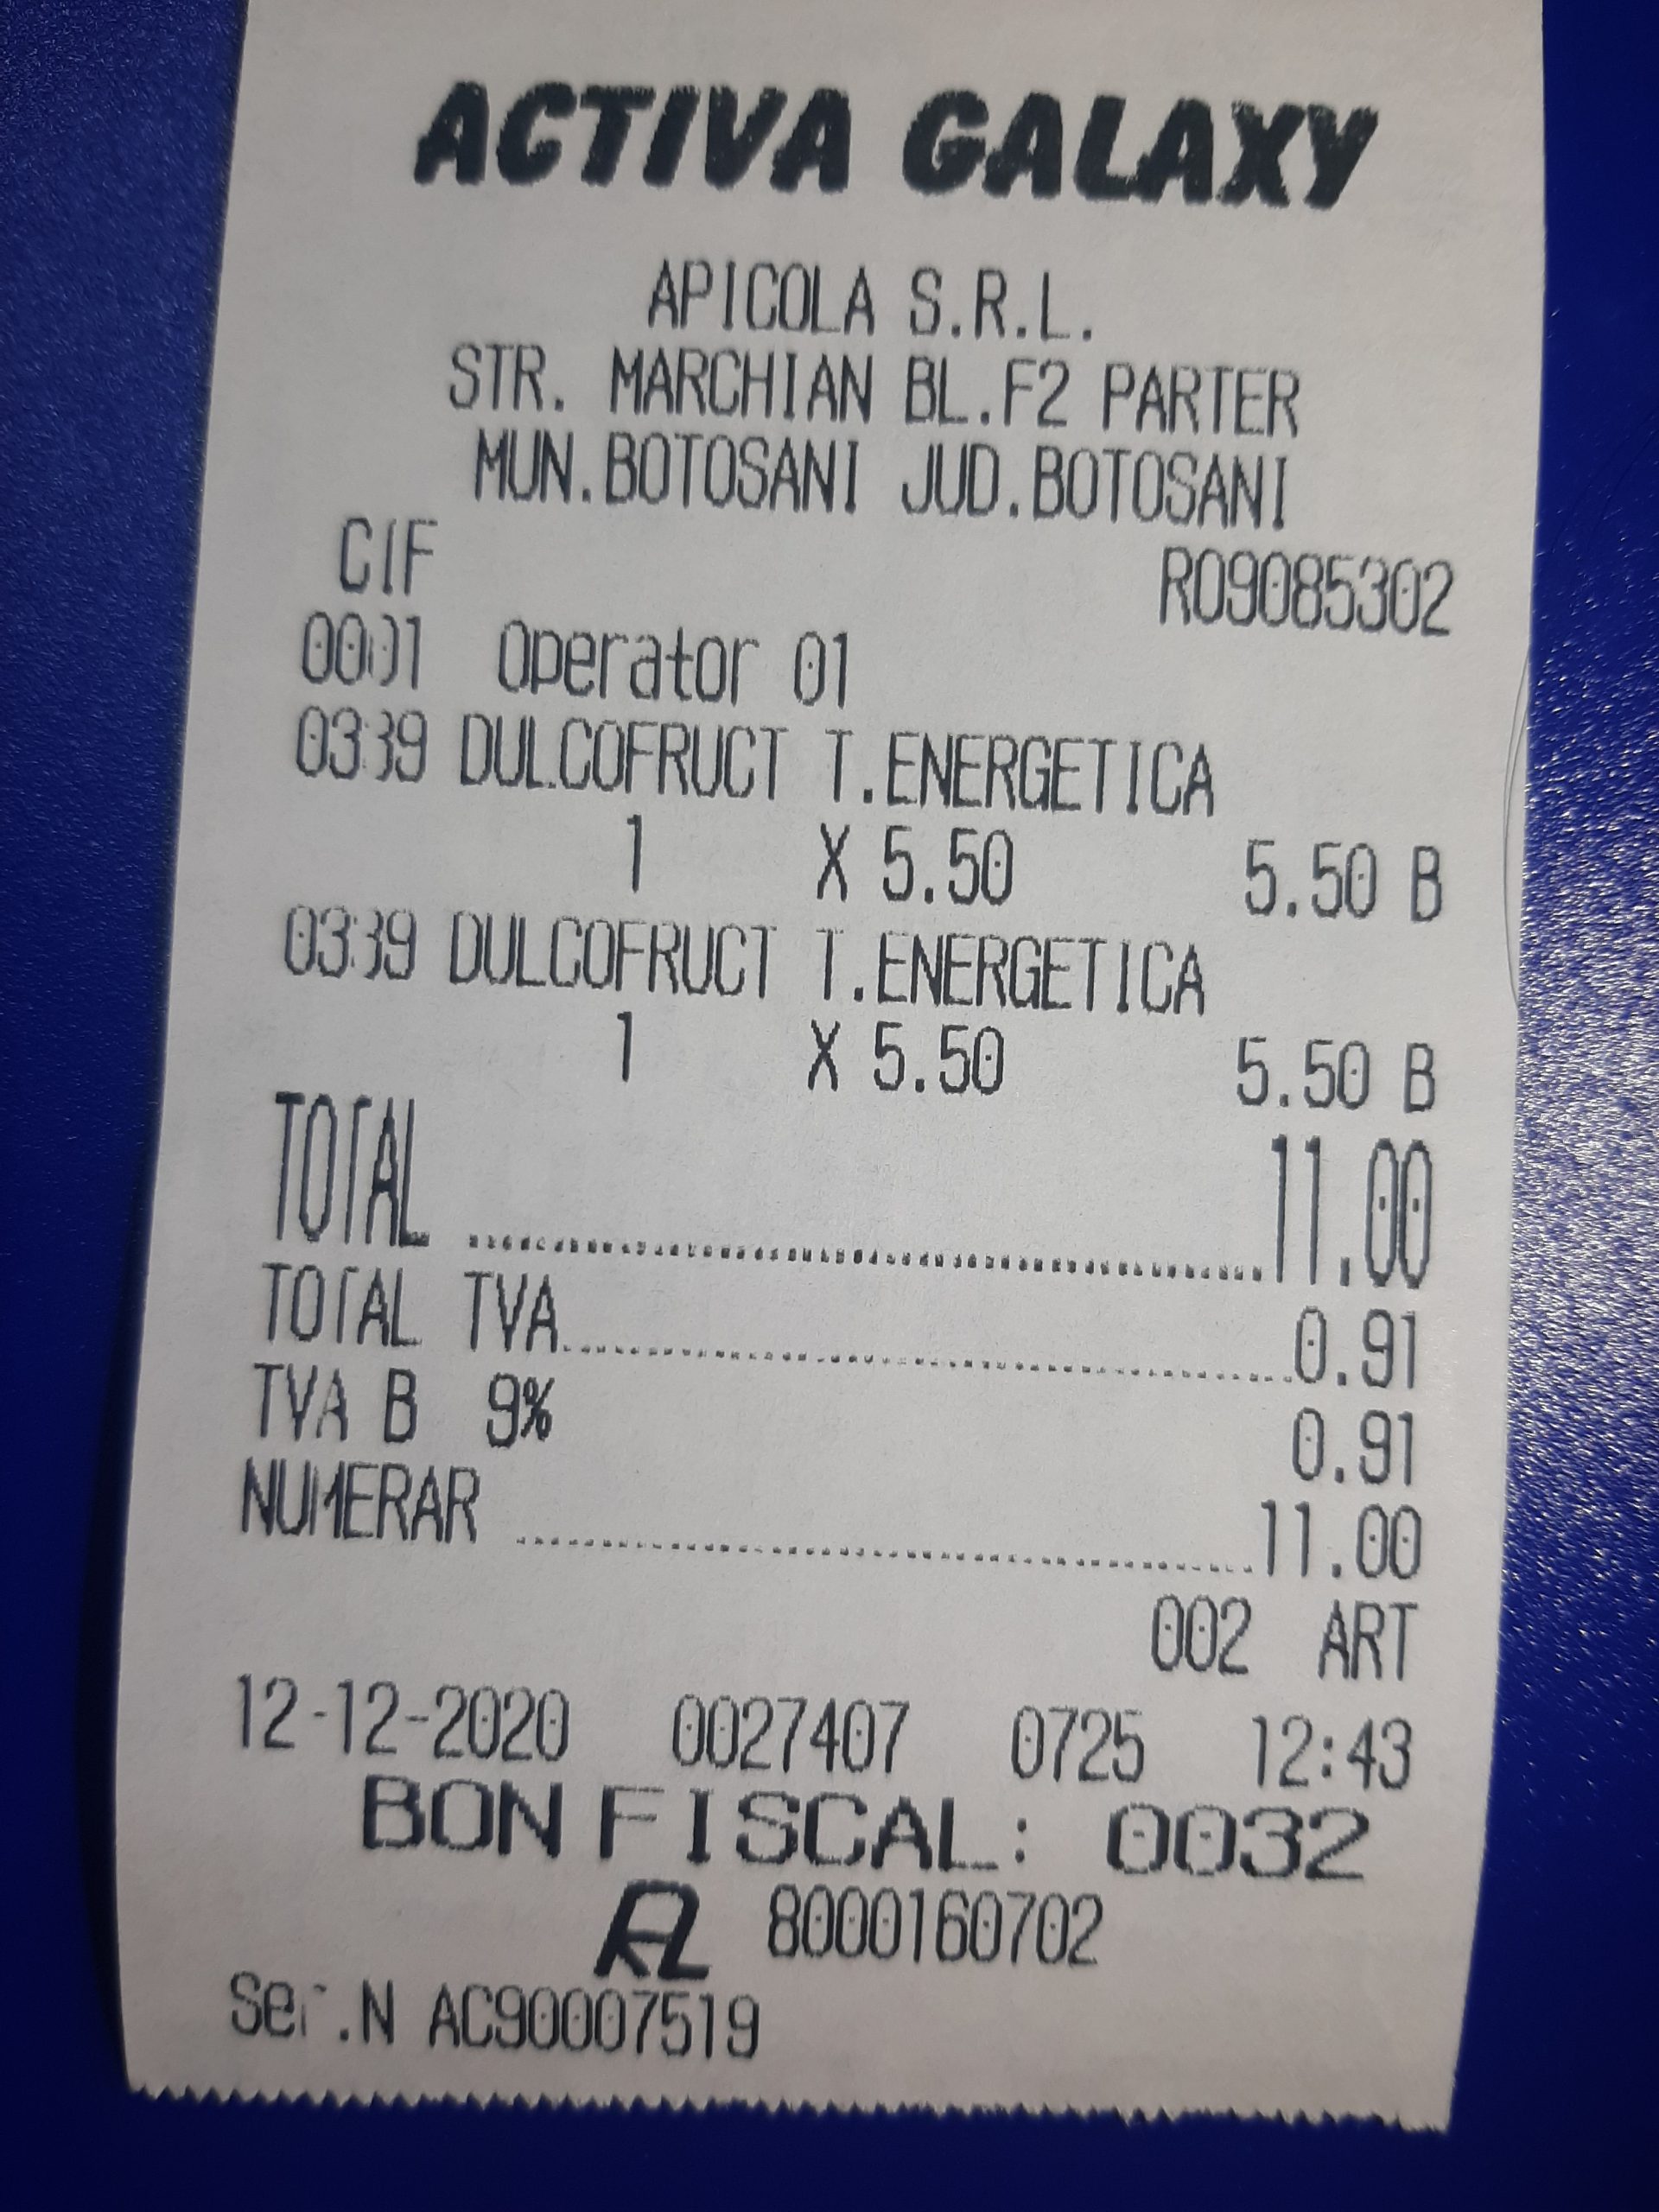 ACTIVA GALAXY
APICOLA S.R.L.
STR. MARCHIAN BL.F2 PARTER
MUN.BOTOSANI JUD.BOTOSANI
CIF RO9085302
0001 Operator 01
0339 DULCOFRUCT T.ENERGETICA
1 X 5.50 5.50 B
0339 DULCOFRUCT T.ENERGETICA
1 X 5.50 5.50 B
TOTAL ..............................11.00
TOTAL TVA..............................0.91
TVA B 9% 0.91
NUMERAR ..............................11.00
002 ART
12-12-2020 0027407 0725 12:43
BON FISCAL: 0032
8000160702
Ser.N AC90007519